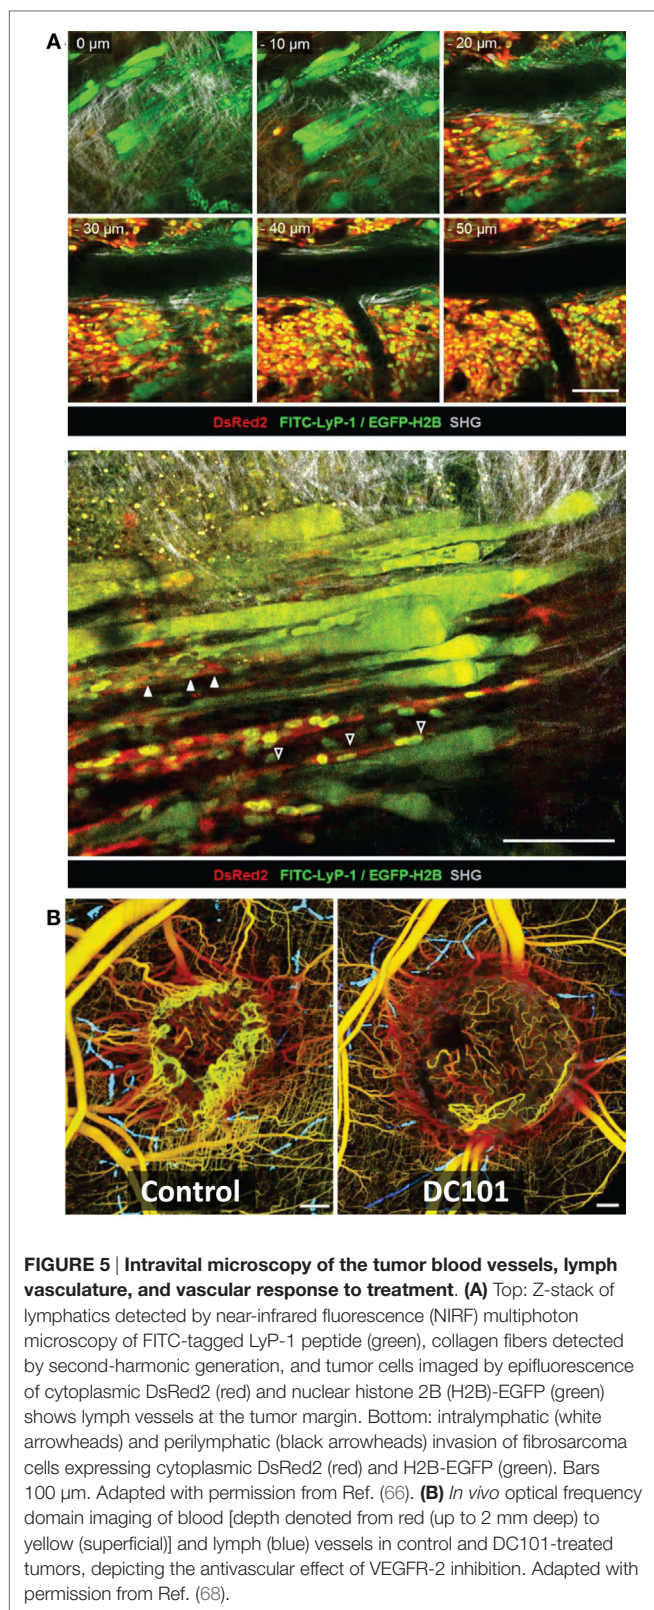 A
0 µm
- 10 µm
- 20 µm
- 30 µm
- 40 µm
- 50 µm
DsRed2 FITC-LyP-1 / EGFP-H2B SHG
DsRed2 FITC-LyP-1 / EGFP-H2B SHG
B
Control
DC101
FIGURE 5 | Intravital microscopy of the tumor blood vessels, lymph
vasculature, and vascular response to treatment. (A) Top: Z-stack of
lymphatics detected by near-infrared fluorescence (NIRF) multiphoton
microscopy of FITC-tagged LyP-1 peptide (green), collagen fibers detected
by second-harmonic generation, and tumor cells imaged by epifluorescence
of cytoplasmic DsRed2 (red) and nuclear histone 2B (H2B)-EGFP (green)
shows lymph vessels at the tumor margin. Bottom: intralymphatic (white
arrowheads) and perilymphatic (black arrowheads) invasion of fibrosarcoma
cells expressing cytoplasmic DsRed2 (red) and H2B-EGFP (green). Bars
100 µm. Adapted with permission from Ref. (66). (B) In vivo optical frequency
domain imaging of blood [depth denoted from red (up to 2 mm deep) to
yellow (superficial)] and lymph (blue) vessels in control and DC101-treated
tumors, depicting the antivascular effect of VEGFR-2 inhibition. Adapted with
permission from Ref. (68).